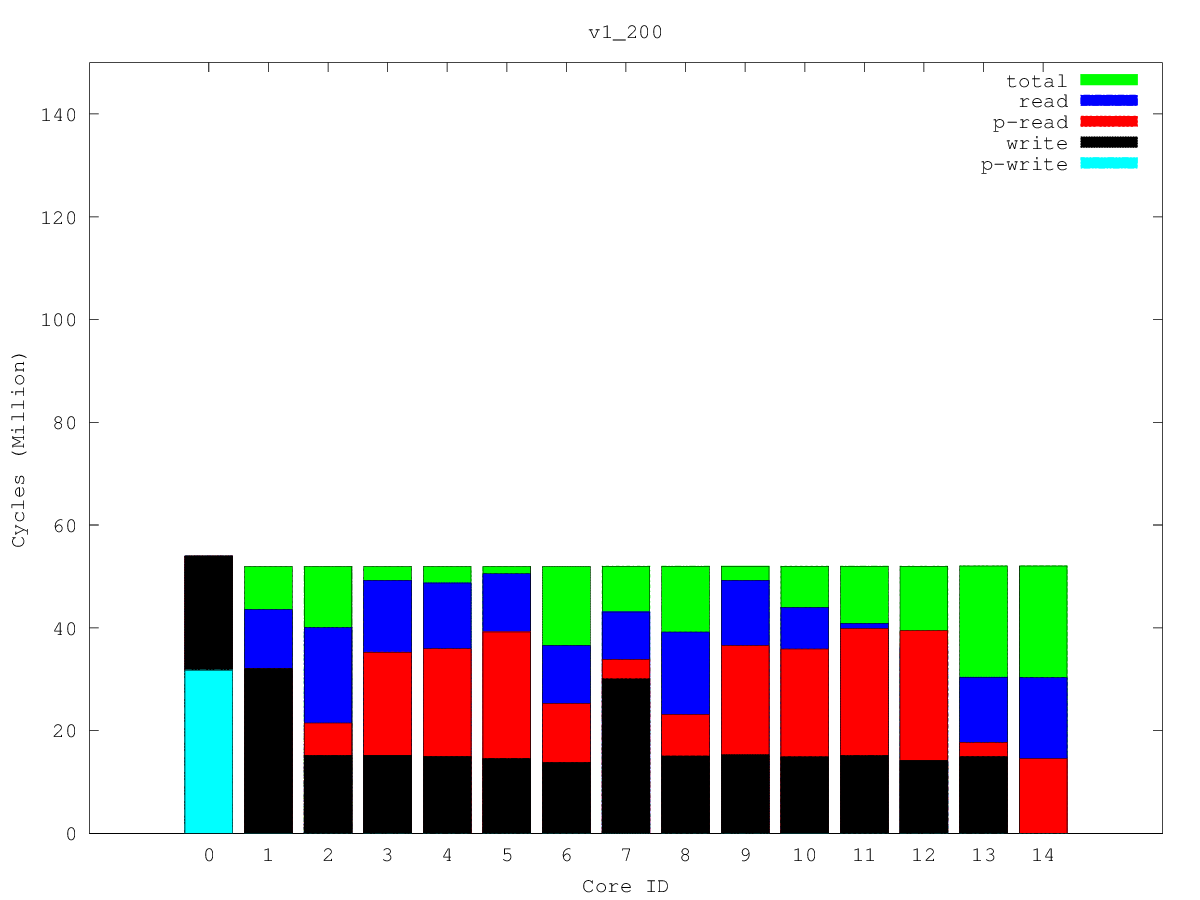 v1_200
total
read
p-read
write
p-write
140
120
100
80
60
40
20
0
Cycles (Million)
0 1 2 3 4 5 6 7 8 9 10 11 12 13 14
Core ID